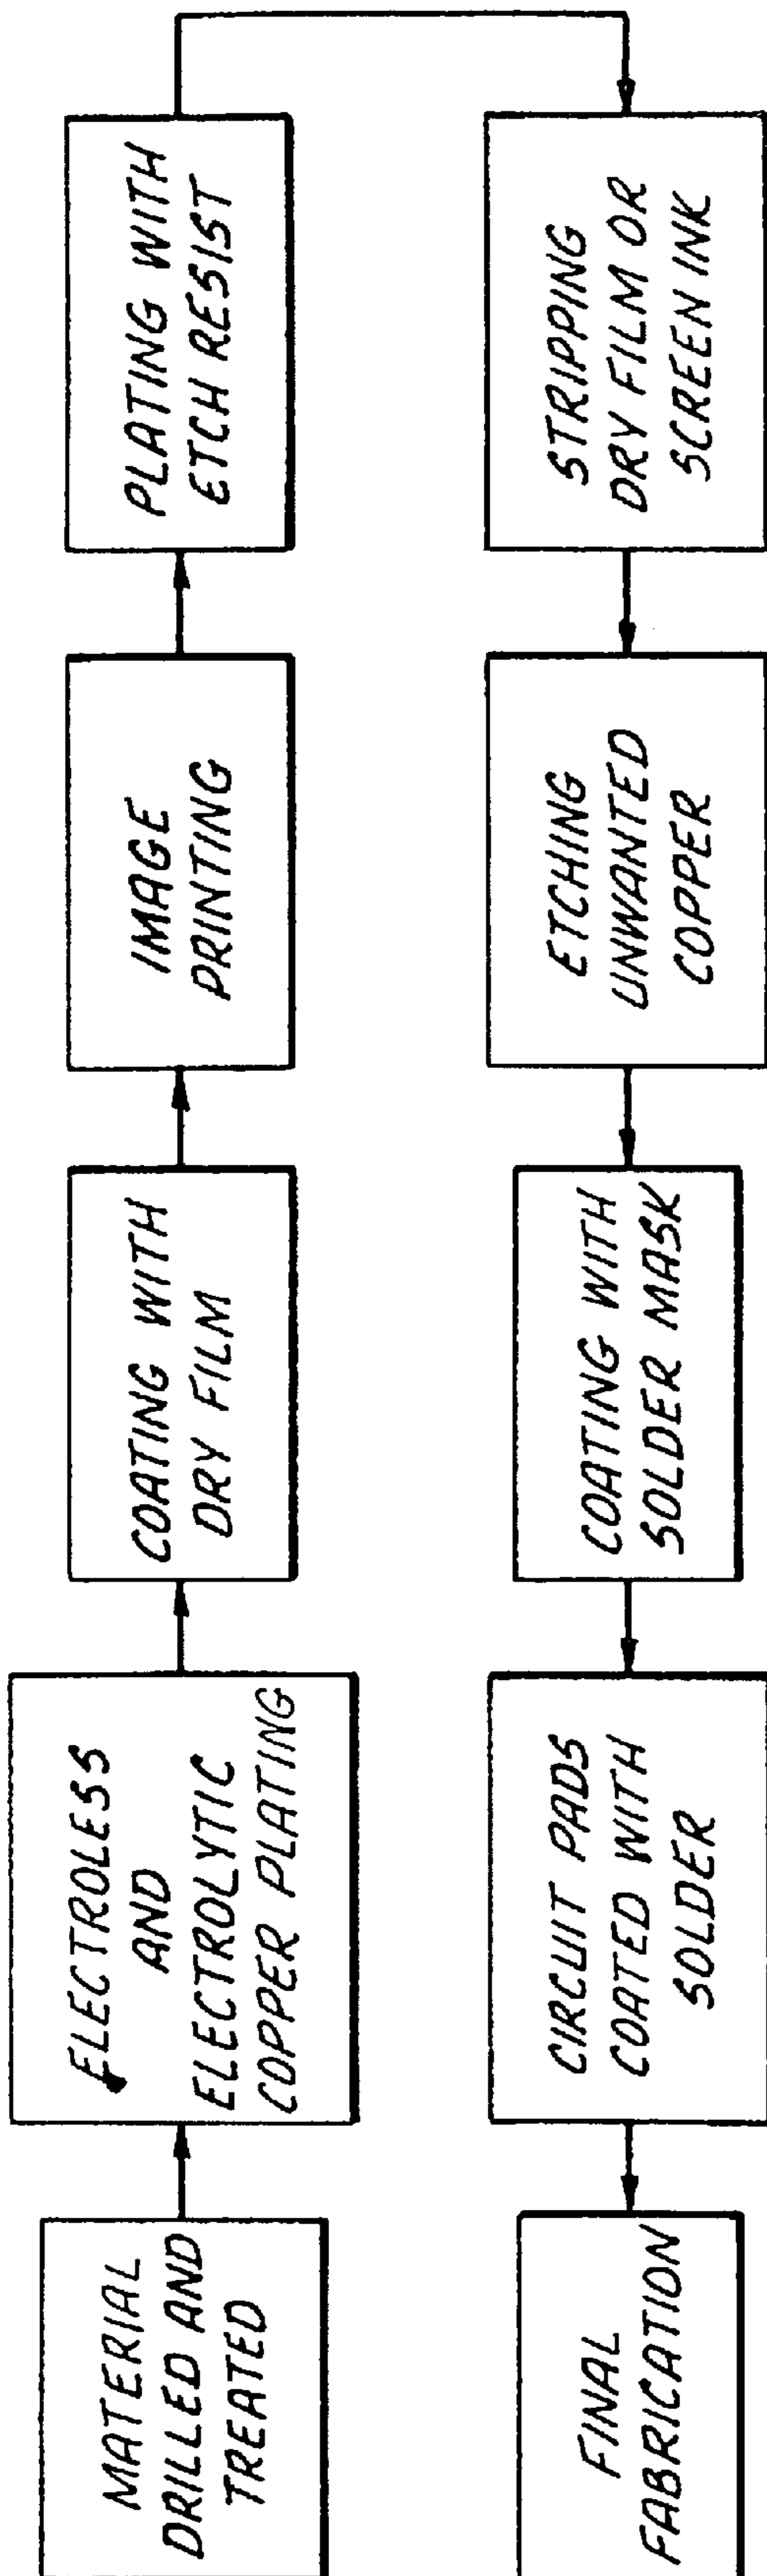 MATERIAL
DRILLED AND
TREATED
ELECTROLESS
AND
ELECTROLYTIC
COPPER PLATING
COATING WITH
DRY FILM
IMAGE
PRINTING
PLATING WITH
ETCH RESIST
STRIPPING
DRY FILM OR
SCREEN INK
ETCHING
UNWANTED
COPPER
COATING WITH
SOLDER MASK
CIRCUIT PADS
COATED WITH
SOLDER
FINAL
FABRICATION